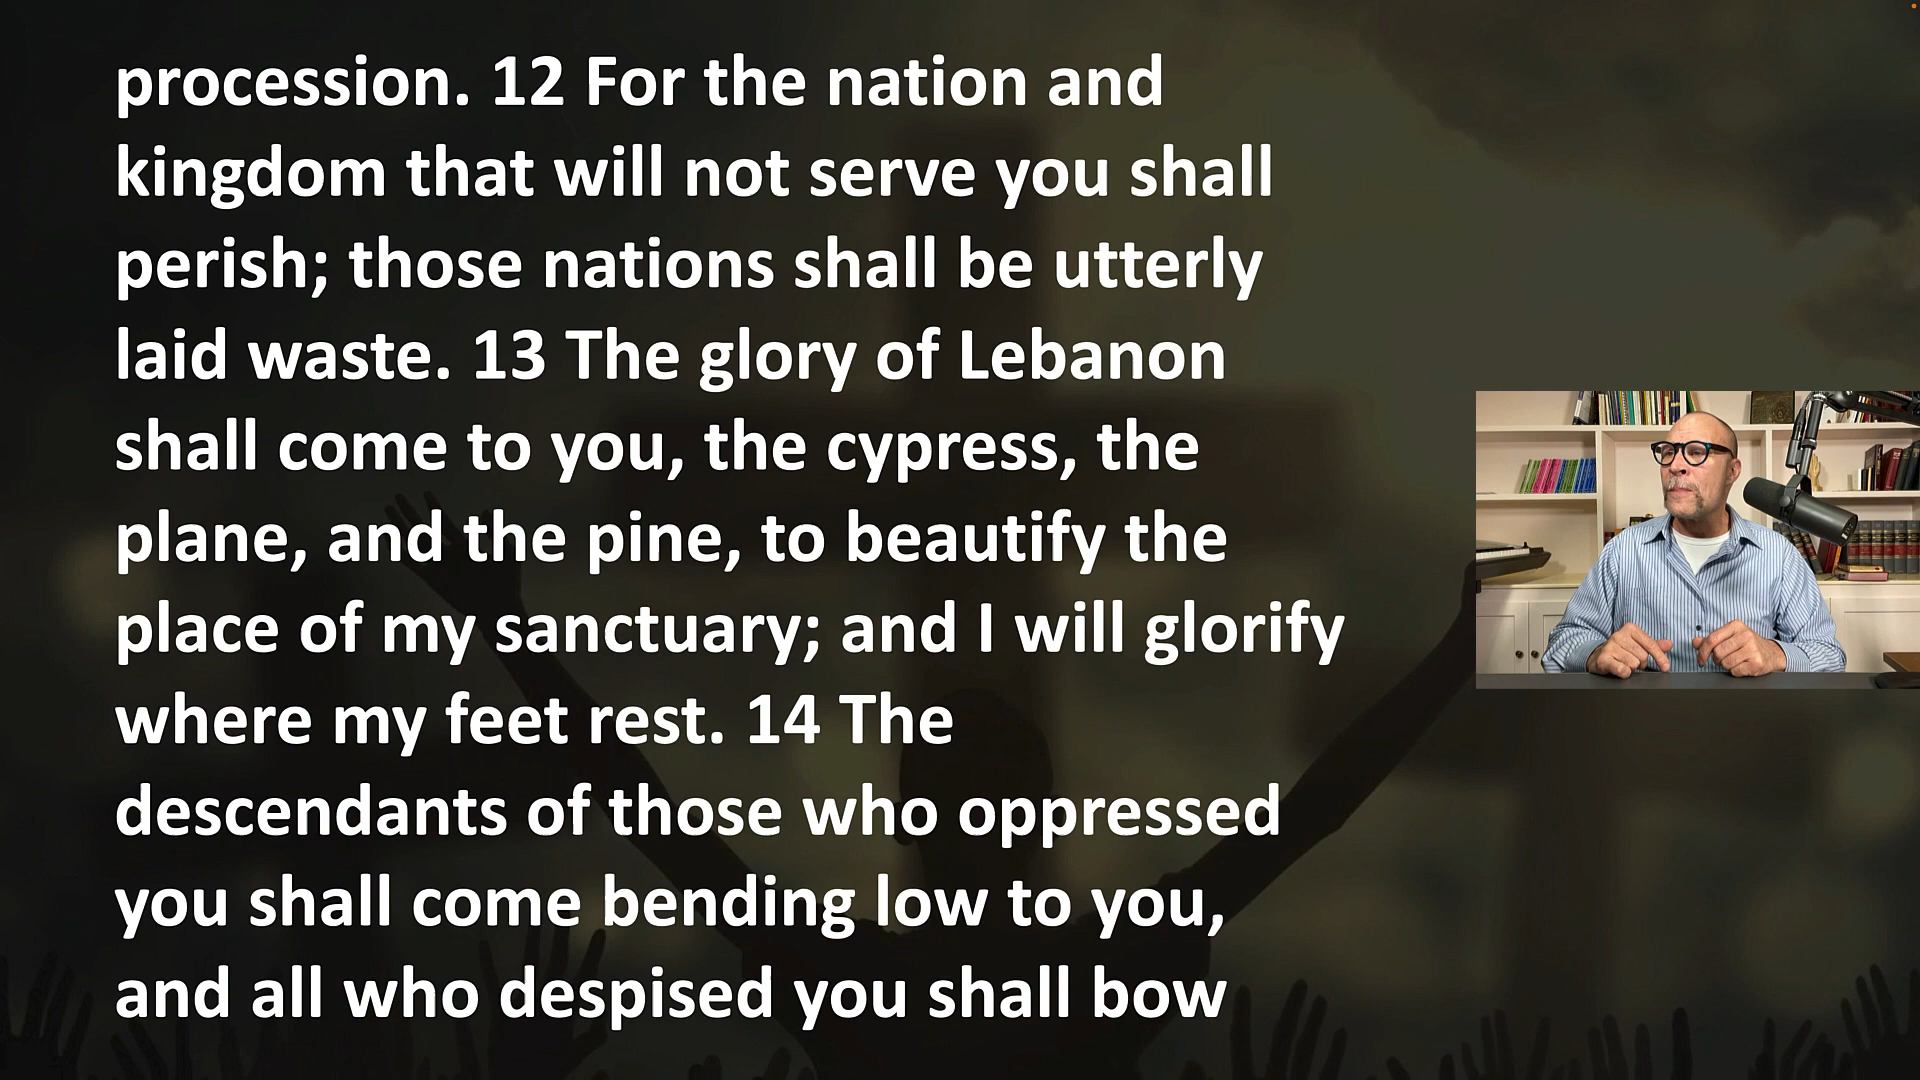 procession. 12 For the nation and
kingdom that will not serve you shall
perish; those nations shall be utterly
laid waste. 13 The glory of Lebanon
shall come to you, the cypress, the
plane, and the pine, to beautify the
place of my sanctuary; and I will glorify
where my feet rest. 14 The
descendants of those who oppressed
you shall come bending low to you,
and all who despised you shall bow